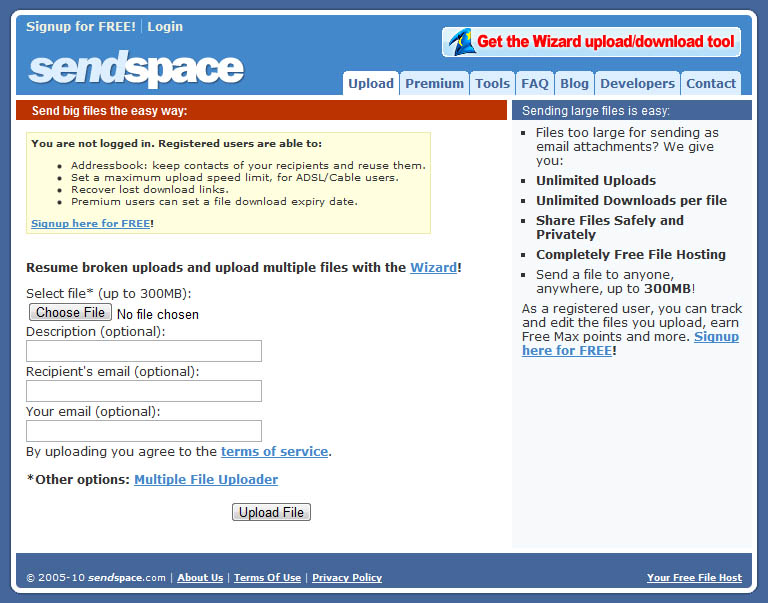 Signup for FREE! | Login
Get the Wizard upload/download tool
sendspace
Upload Premium Tools FAQ Blog Developers Contact
Send big files the easy way:
You are not logged in. Registered users are able to:
Addressbook: keep contacts of your recipients and reuse them.
Set a maximum upload speed limit, for ADSL/Cable users.
Recover lost download links.
Premium users can set a file download expiry date.
Signup here for FREE!
Resume broken uploads and upload multiple files with the Wizard!
Select file* (up to 300MB):
Choose File No file chosen
Description (optional):
Recipient's email (optional):
Your email (optional):
By uploading you agree to the terms of service.
*Other options: Multiple File Uploader
Upload File
Sending large files is easy:
Files too large for sending as
email attachments? We give
you:
Unlimited Uploads
Unlimited Downloads per file
Share Files Safely and
Privately
Completely Free File Hosting
Send a file to anyone,
anywhere, up to 300MB!
As a registered user, you can track
and edit the files you upload, earn
Free Max points and more. Signup
here for FREE!
© 2005-10 sendspace.com | About Us | Terms Of Use | Privacy Policy
Your Free File Host